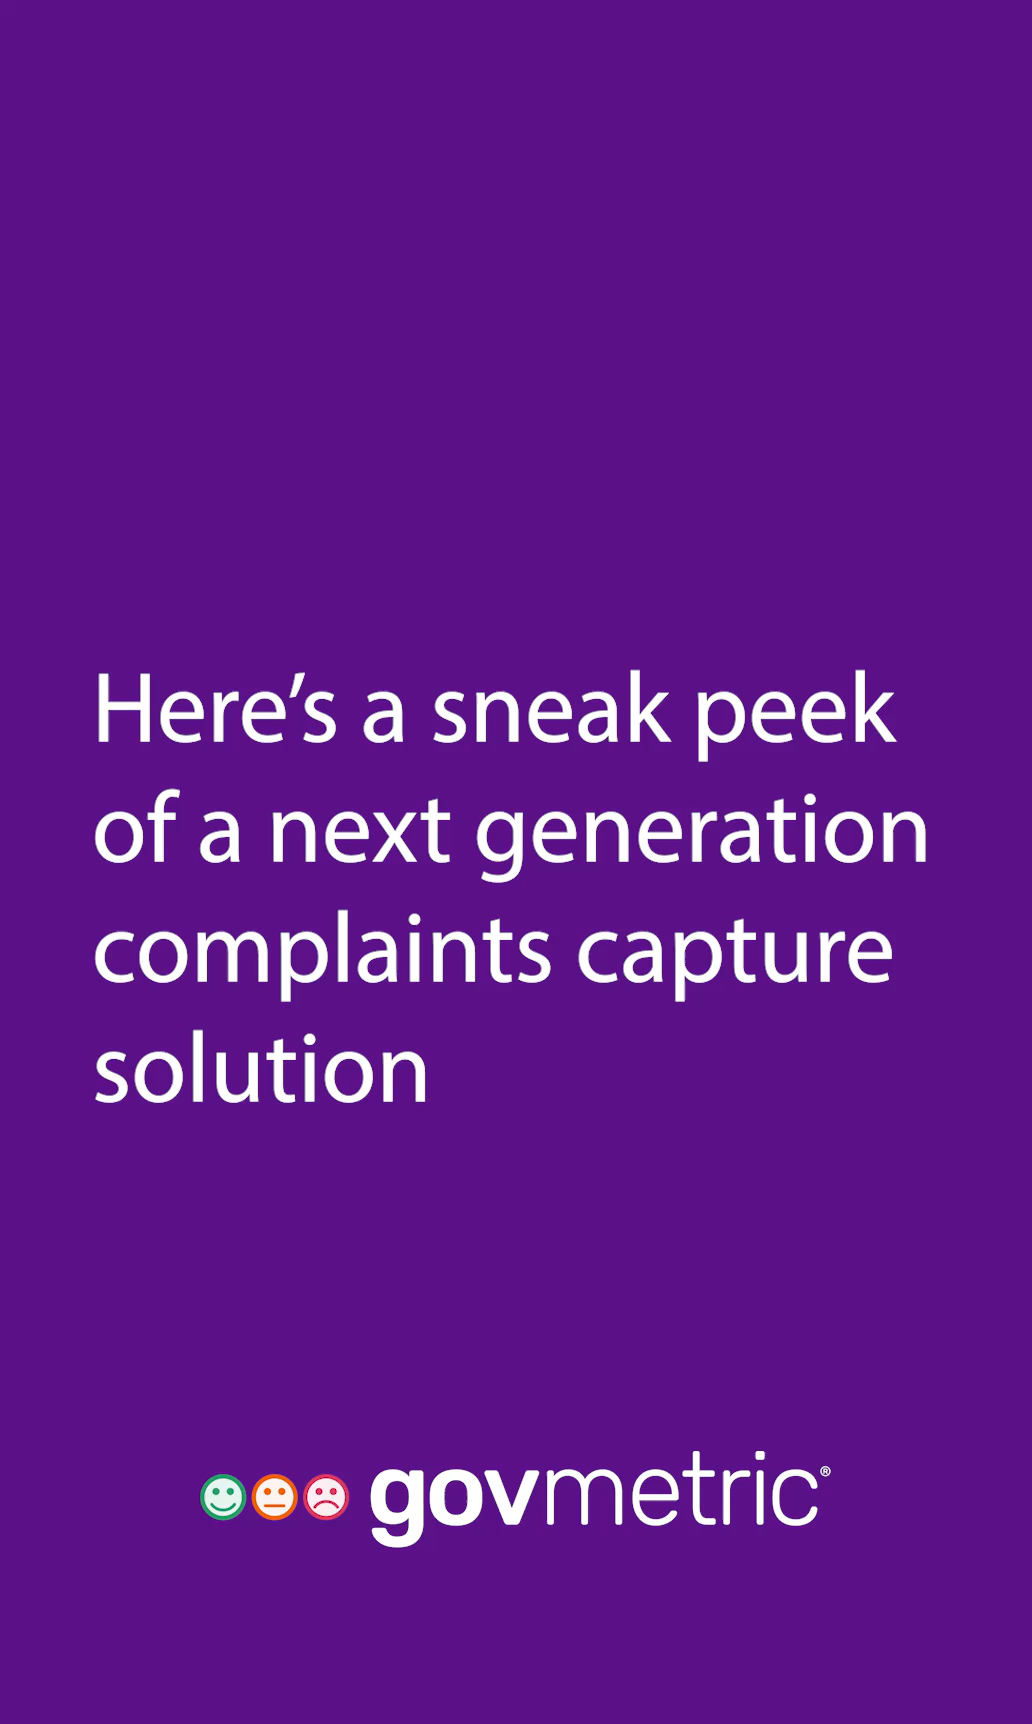 Here’s a sneak peek
of a next generation
complaints capture
solution
govmetric®